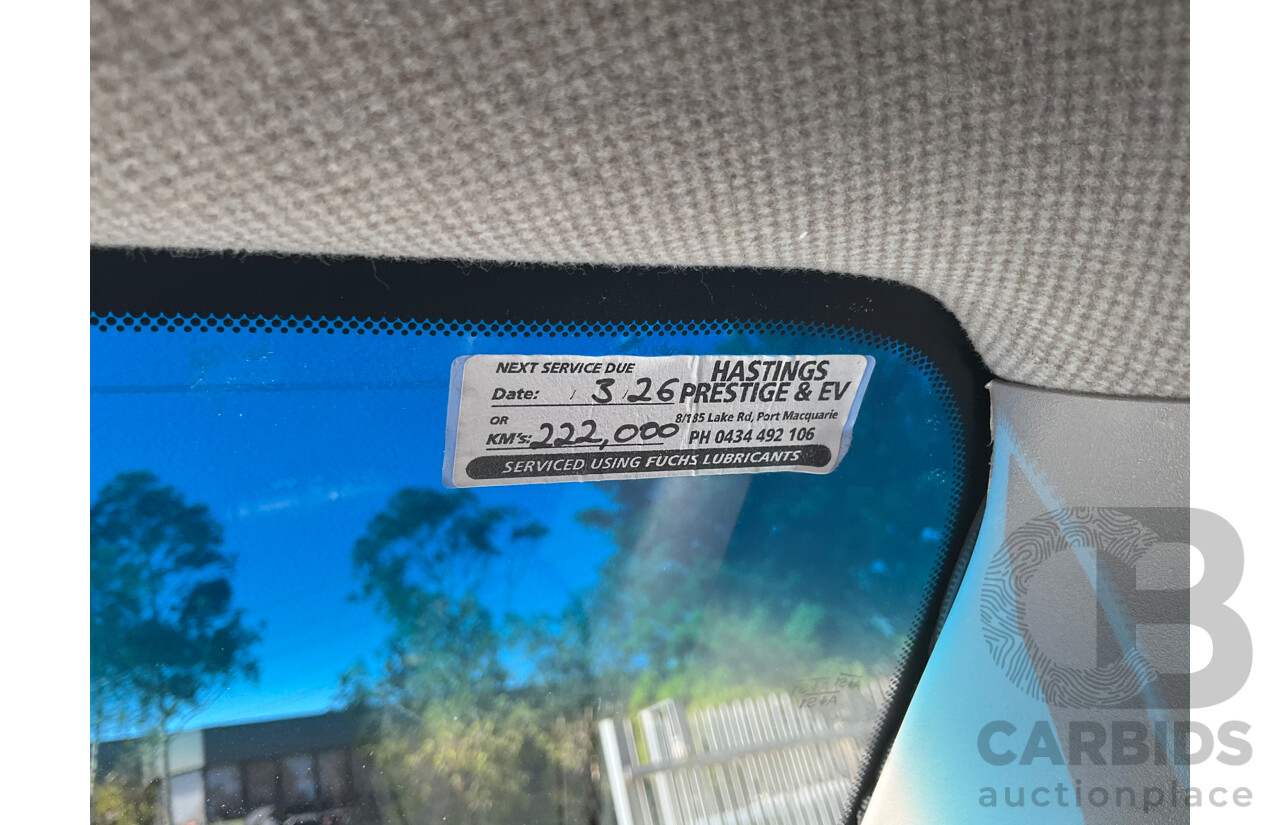 NEXT SERVICE DUE
Date: / 3 / 26
OR
KM's: 222,000
HASTINGS
PRESTIGE & EV
8/185 Lake Rd, Port Macquarie
PH 0434 492 106
SERVICED USING FUCHS LUBRICANTS
CB
CARBIDS
auctionplace